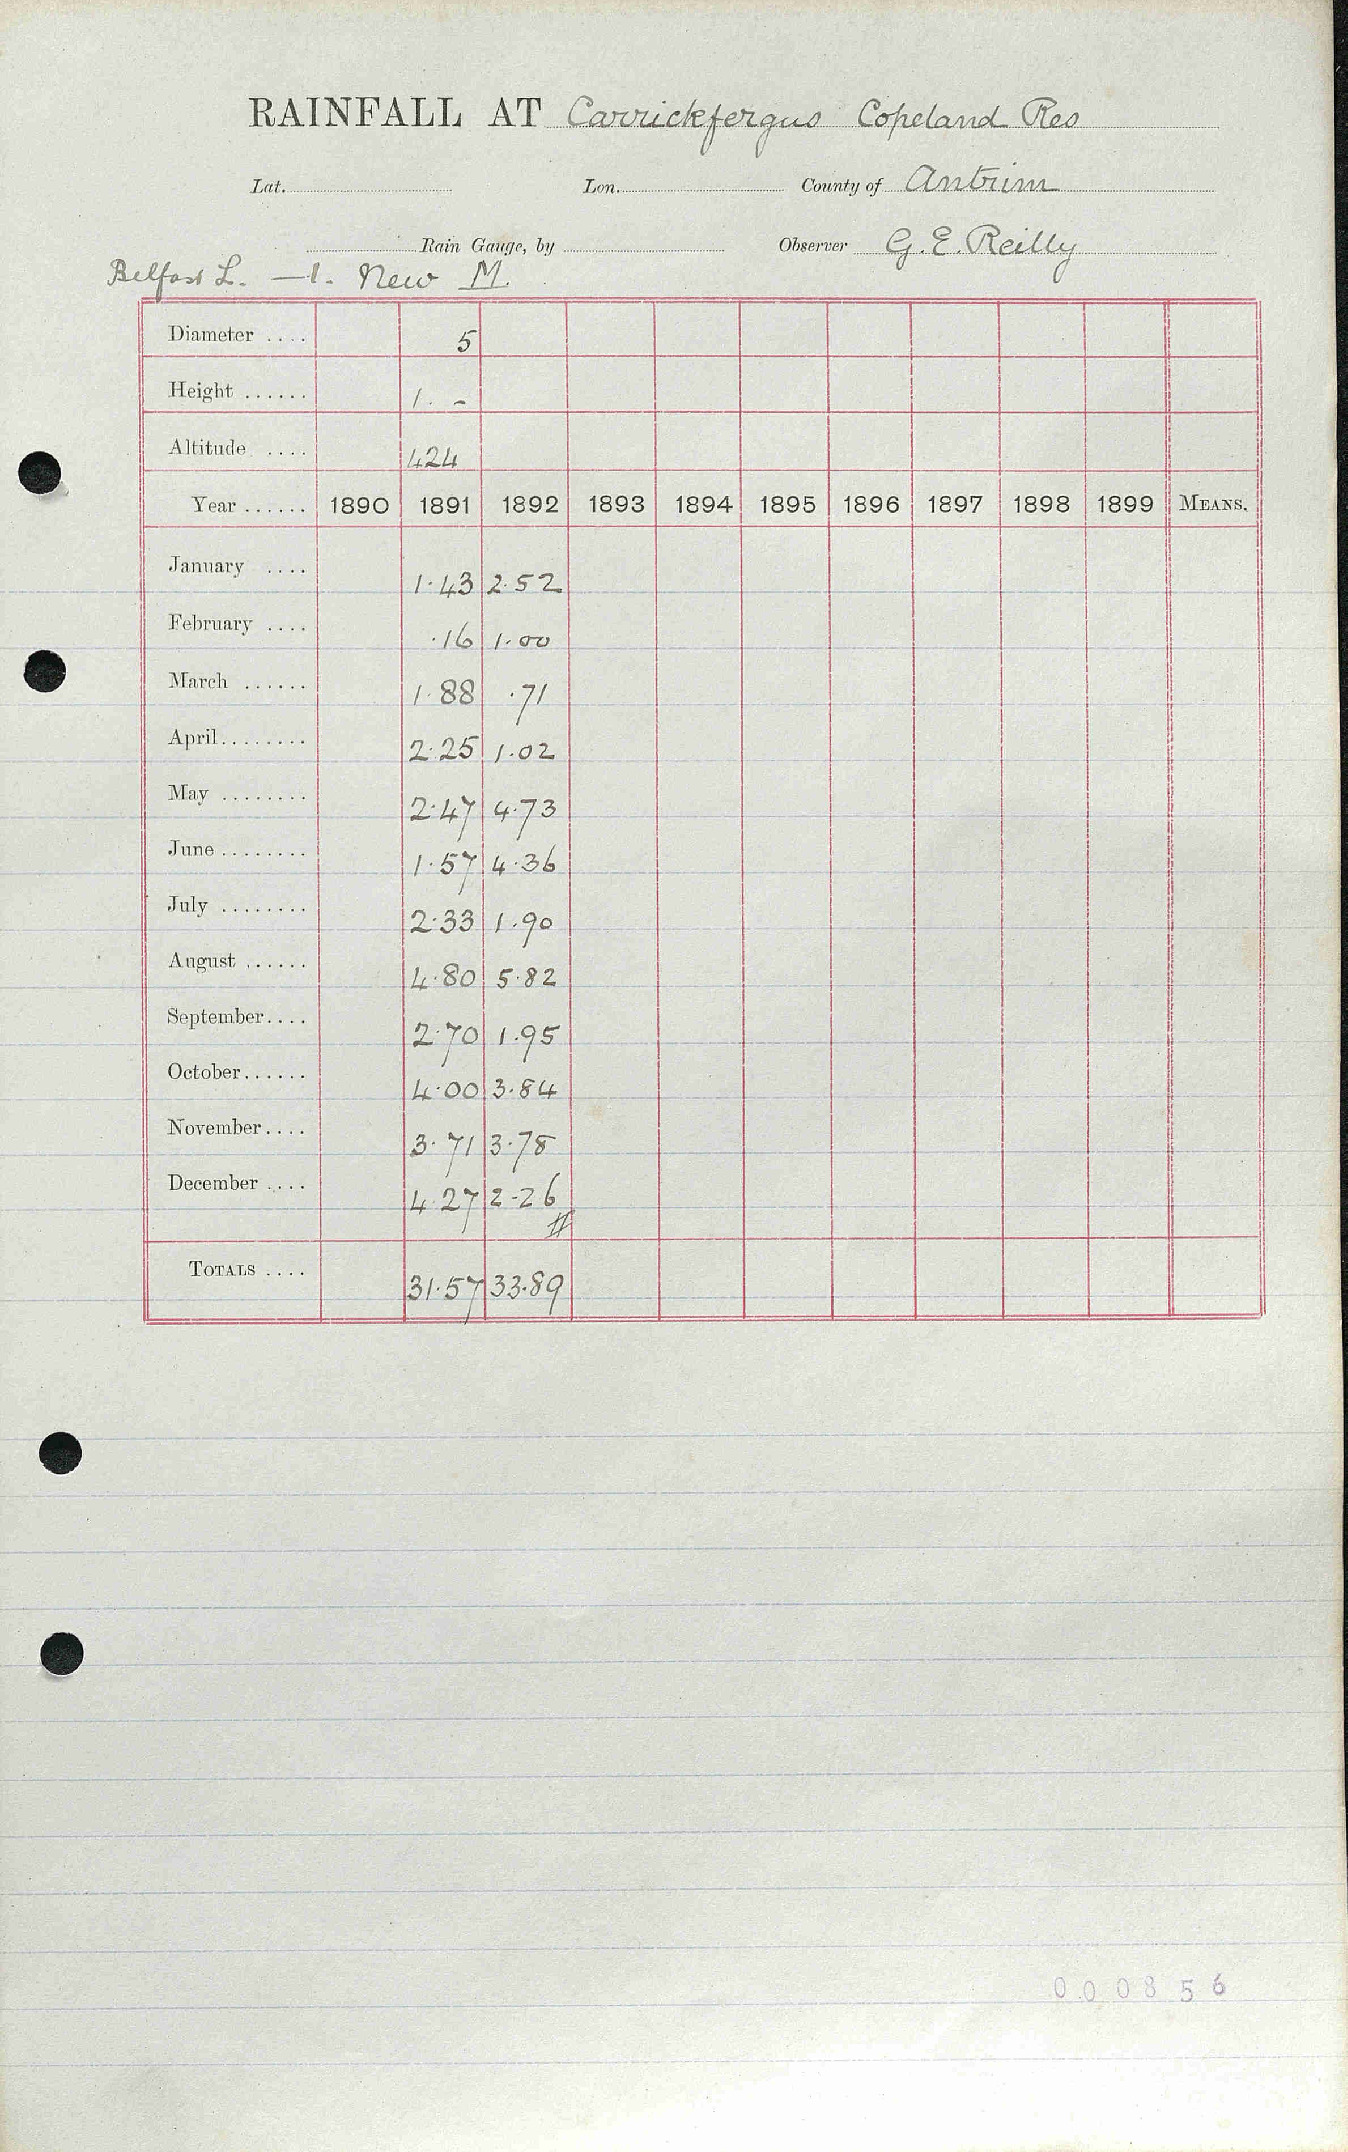 RAINFALL AT Carrickfergus Copeland Res
Lat. Lon. County of Antrim
Rain Gauge, by Observer G. E. Reilly
Belfast L. —1. New M.
Diameter .... 5
Height ...... 1. -
Altitude .... 424
Year ...... 1890 1891 1892 1893 1894 1895 1896 1897 1898 1899 MEANS.
January .... 1.43 2.52
February .... .16 1.00
March ...... 1.88 .71
April........ 2.25 1.02
May ........ 2.47 4.73
June ........ 1.57 4.36
July ........ 2.33 1.90
August ...... 4.80 5.82
September.... 2.70 1.95
October...... 4.00 3.84
November.... 3.71 3.78
December .... 4.27 2.26
#
TOTALS .... 31.57 33.89
000856